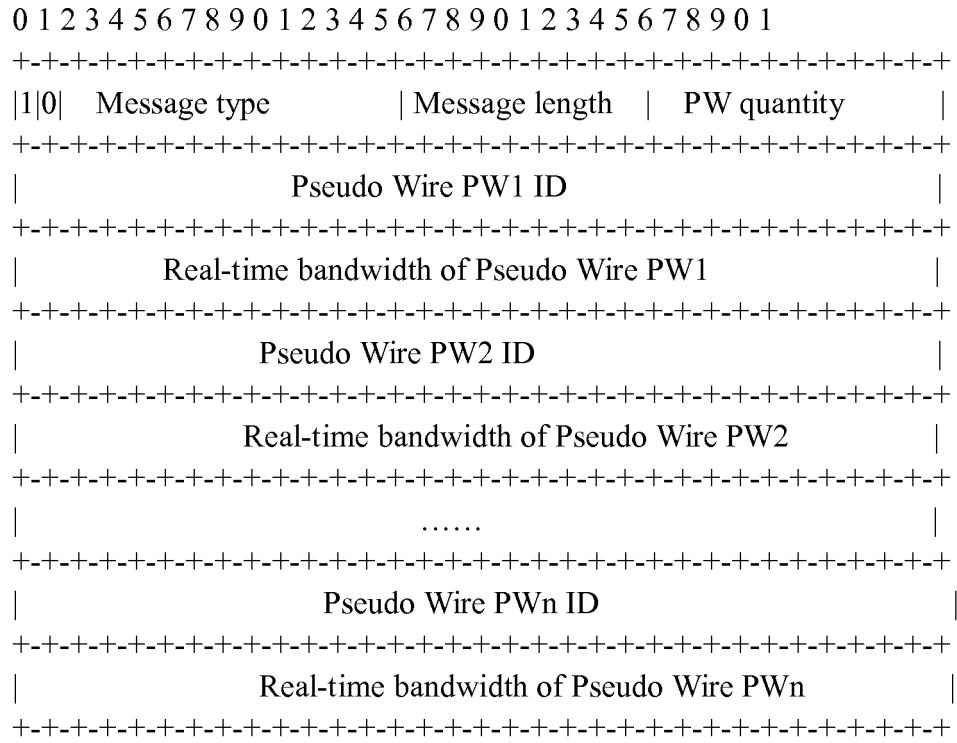 0 1 2 3 4 5 6 7 8 9 0 1 2 3 4 5 6 7 8 9 0 1 2 3 4 5 6 7 8 9 0 1
+-+-+-+-+-+-+-+-+-+-+-+-+-+-+-+-+-+-+-+-+-+-+-+-+-+-+-+-+-+-+-+-+
|1|0| Message type | Message length | PW quantity |
+-+-+-+-+-+-+-+-+-+-+-+-+-+-+-+-+-+-+-+-+-+-+-+-+-+-+-+-+-+-+-+-+
| Pseudo Wire PW1 ID |
+-+-+-+-+-+-+-+-+-+-+-+-+-+-+-+-+-+-+-+-+-+-+-+-+-+-+-+-+-+-+-+-+
| Real-time bandwidth of Pseudo Wire PW1 |
+-+-+-+-+-+-+-+-+-+-+-+-+-+-+-+-+-+-+-+-+-+-+-+-+-+-+-+-+-+-+-+-+
| Pseudo Wire PW2 ID |
+-+-+-+-+-+-+-+-+-+-+-+-+-+-+-+-+-+-+-+-+-+-+-+-+-+-+-+-+-+-+-+-+
| Real-time bandwidth of Pseudo Wire PW2 |
+-+-+-+-+-+-+-+-+-+-+-+-+-+-+-+-+-+-+-+-+-+-+-+-+-+-+-+-+-+-+-+-+
| …… |
+-+-+-+-+-+-+-+-+-+-+-+-+-+-+-+-+-+-+-+-+-+-+-+-+-+-+-+-+-+-+-+-+
| Pseudo Wire PWn ID |
+-+-+-+-+-+-+-+-+-+-+-+-+-+-+-+-+-+-+-+-+-+-+-+-+-+-+-+-+-+-+-+-+
| Real-time bandwidth of Pseudo Wire PWn |
+-+-+-+-+-+-+-+-+-+-+-+-+-+-+-+-+-+-+-+-+-+-+-+-+-+-+-+-+-+-+-+-+